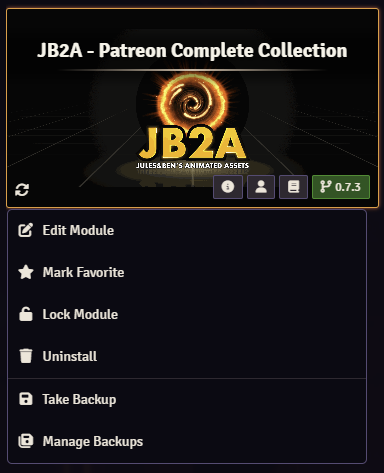 JB2A - Patreon Complete Collection
JB2A
JULES&BEN'S ANIMATED ASSETS
0.7.3
Edit Module
Mark Favorite
Lock Module
Uninstall
Take Backup
Manage Backups